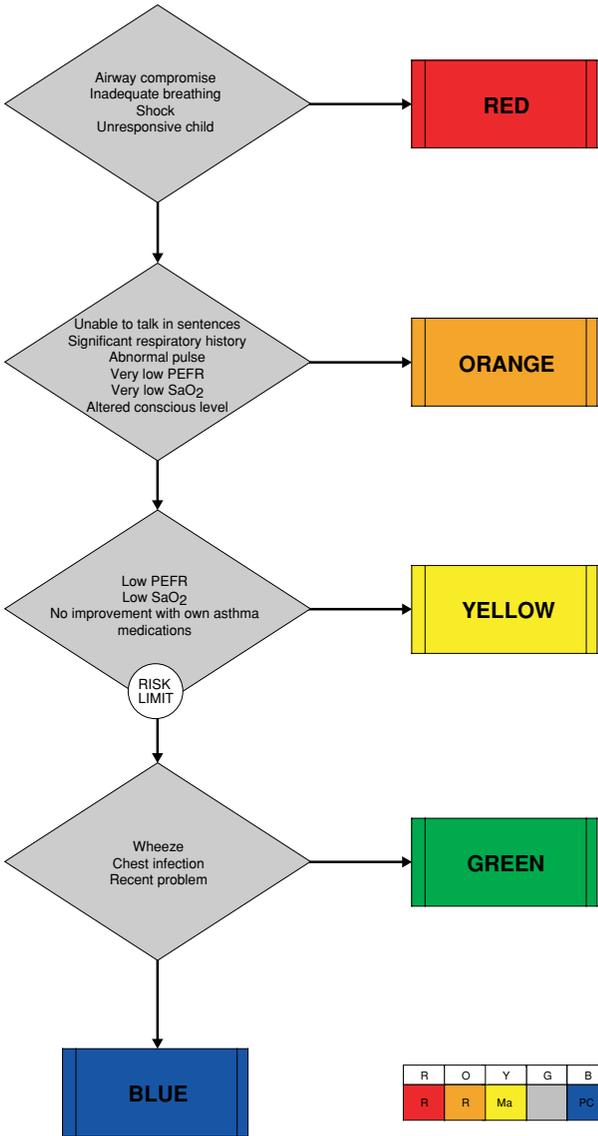 Airway compromise
Inadequate breathing
Shock
Unresponsive child
RED
Unable to talk in sentences
Significant respiratory history
Abnormal pulse
Very low PEFR
Very low SaO2
Altered conscious level
ORANGE
Low PEFR
Low SaO2
No improvement with own asthma
medications
YELLOW
RISK
LIMIT
Wheeze
Chest infection
Recent problem
GREEN
BLUE
R O Y G B
R R Ma PC